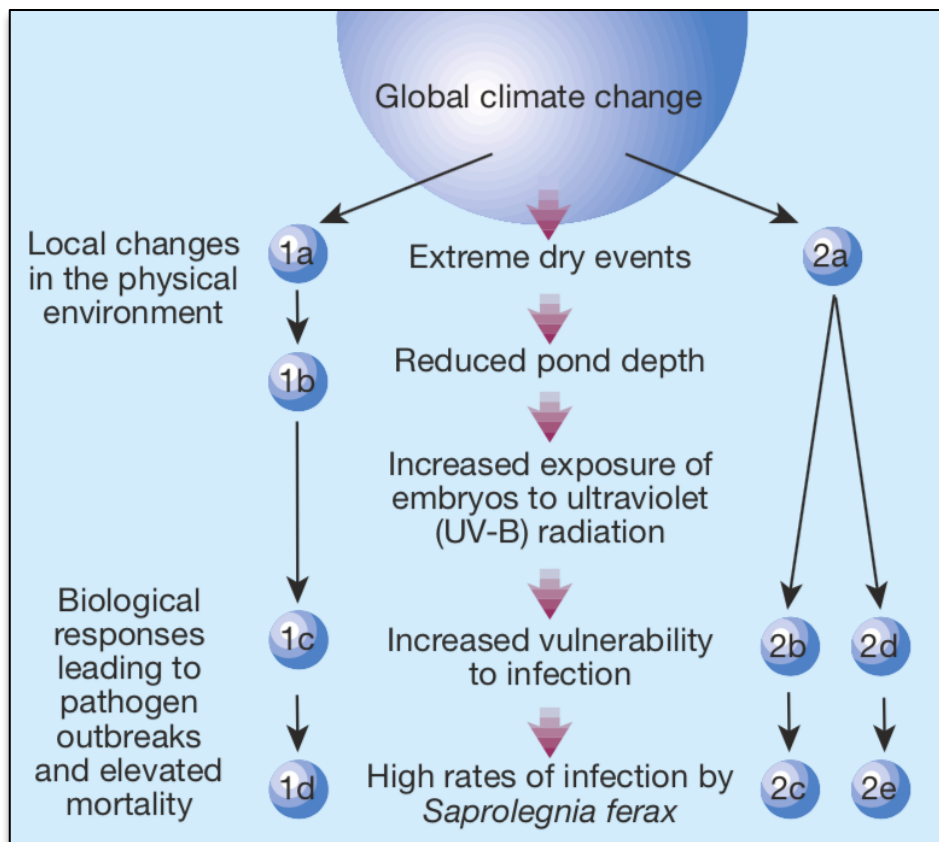 Global climate change
Local changes
in the physical
environment
1a
Extreme dry events
2a
1b
Reduced pond depth
Increased exposure of
embryos to ultraviolet
(UV-B) radiation
Biological
responses
leading to
pathogen
outbreaks
and elevated
mortality
1c
Increased vulnerability
to infection
2b
2d
1d
High rates of infection by
Saprolegnia ferax
2c
2e